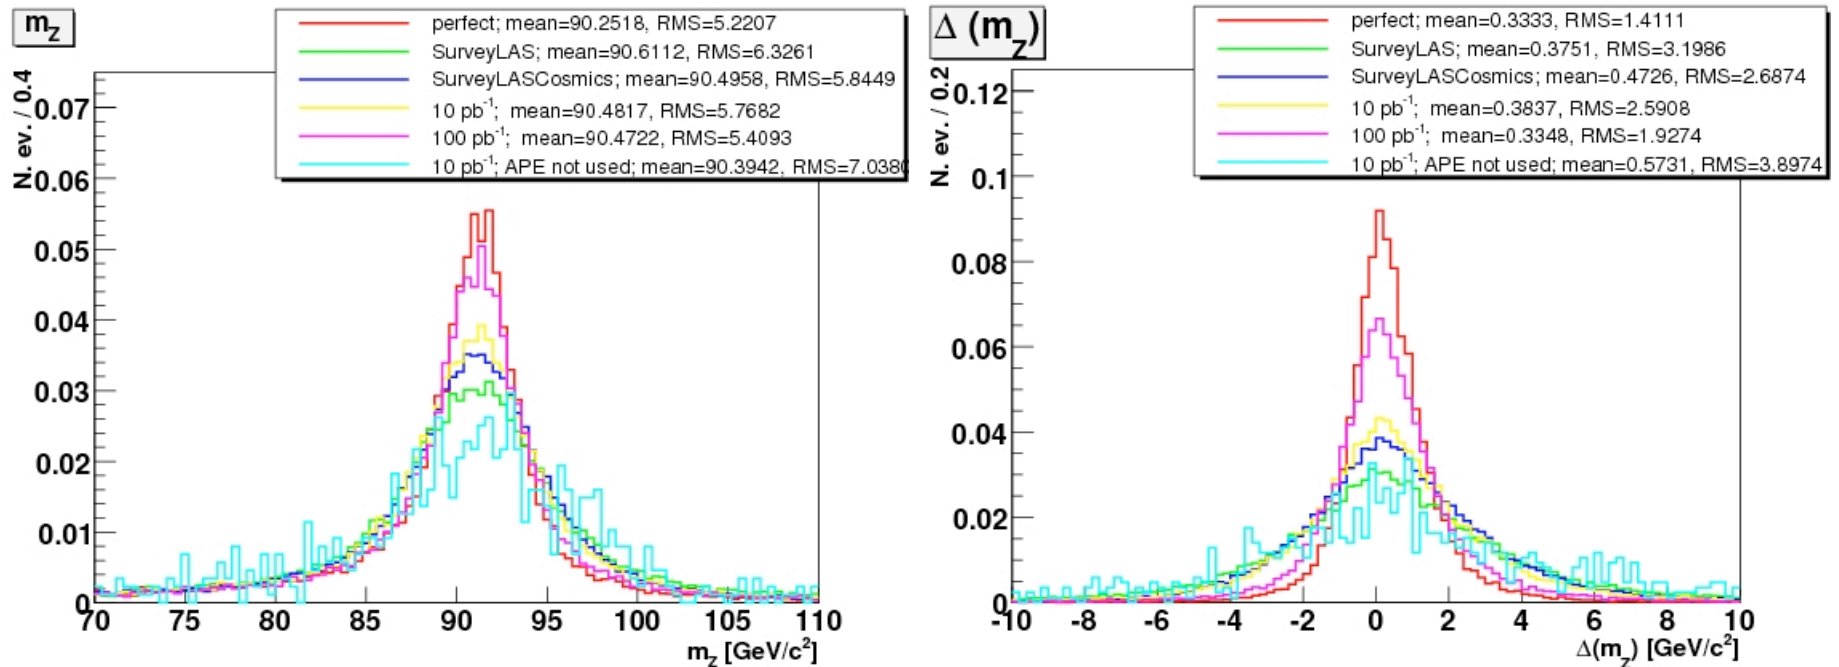 m_Z
perfect; mean=90.2518, RMS=5.2207
SurveyLAS; mean=90.6112, RMS=6.3261
SurveyLASCosmics; mean=90.4958, RMS=5.8449
10 pb⁻¹; mean=90.4817, RMS=5.7682
100 pb⁻¹; mean=90.4722, RMS=5.4093
10 pb⁻¹; APE not used; mean=90.3942, RMS=7.0380
N. ev. / 0.4
0.07
0.06
0.05
0.04
0.03
0.02
0.01
0
70 75 80 85 90 95 100 105 110
m_Z [GeV/c²]
Δ (m_Z)
perfect; mean=0.3333, RMS=1.4111
SurveyLAS; mean=0.3751, RMS=3.1986
SurveyLASCosmics; mean=0.4726, RMS=2.6874
10 pb⁻¹; mean=0.3837, RMS=2.5908
100 pb⁻¹; mean=0.3348, RMS=1.9274
10 pb⁻¹; APE not used; mean=0.5731, RMS=3.8974
N. ev. / 0.2
0.12
0.1
0.08
0.06
0.04
0.02
0
-10 -8 -6 -4 -2 0 2 4 6 8 10
Δ(m_Z) [GeV/c²]